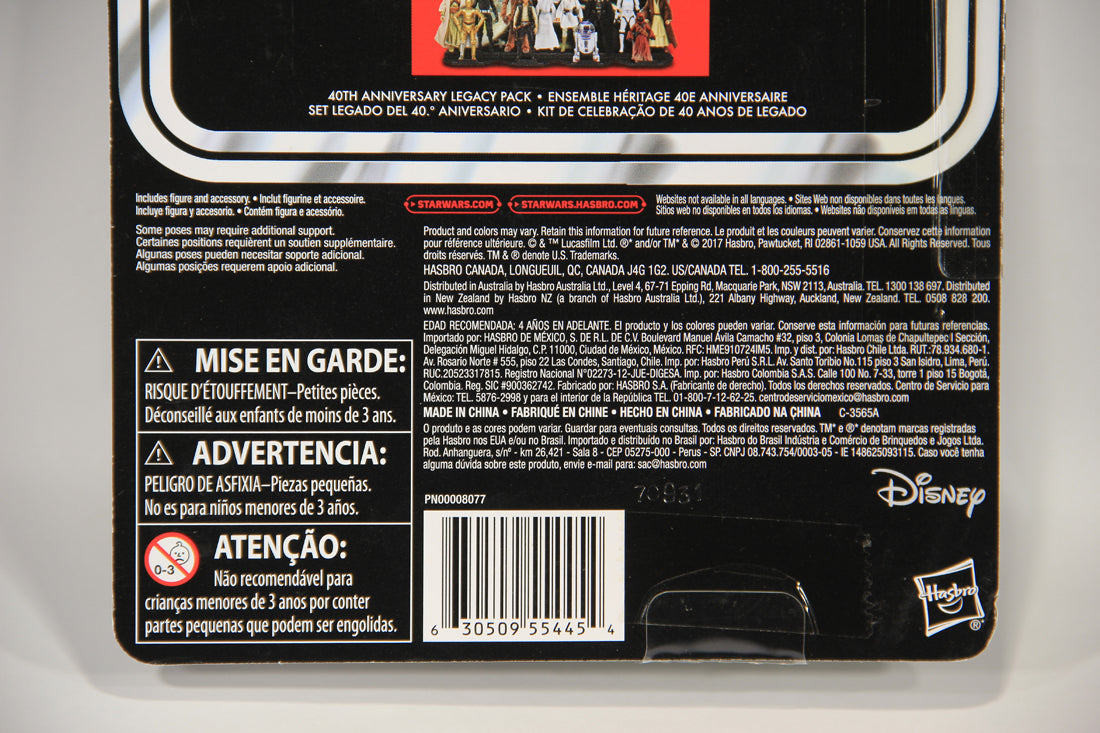 40TH ANNIVERSARY LEGACY PACK • ENSEMBLE HÉRITAGE 40E ANNIVERSAIRE
SET LEGADO DEL 40.° ANIVERSARIO • KIT DE CELEBRAÇÃO DE 40 ANOS DE LEGADO
Includes figure and accessory. • Inclut figurine et accessoire.
Incluye figura y accesorio. • Contém figura e acessório.
STARWARS.COM
STARWARS.HASBRO.COM
Websites not available in all languages. • Sites Web non disponibles dans toutes les langues.
Sitios web no disponibles en todos los idiomas. • Websites não disponíveis em todas as línguas.
Some poses may require additional support.
Certaines positions requièrent un soutien supplémentaire.
Algunas poses pueden necesitar soporte adicional.
Algumas posições requerem apoio adicional.
Product and colors may vary. Retain this information for future reference. Le produit et les couleurs peuvent varier. Conservez cette information
pour référence ultérieure. © & ™ Lucasfilm Ltd. ®* and/or TM* & © 2017 Hasbro, Pawtucket, RI 02861-1059 USA. All Rights Reserved. Tous
droits réservés. TM & ® denote U.S. Trademarks.
HASBRO CANADA, LONGUEUIL, QC, CANADA J4G 1G2. US/CANADA TEL. 1-800-255-5516
Distributed in Australia by Hasbro Australia Ltd., Level 4, 67-71 Epping Rd, Macquarie Park, NSW 2113, Australia. TEL. 1300 138 697. Distributed
in New Zealand by Hasbro NZ (a branch of Hasbro Australia Ltd.), 221 Albany Highway, Auckland, New Zealand. TEL. 0508 828 200.
www.hasbro.com
EDAD RECOMENDADA: 4 AÑOS EN ADELANTE. El producto y los colores pueden variar. Conserve esta información para futuras referencias.
Importado por: HASBRO DE MÉXICO, S. DE R.L. DE C.V. Boulevard Manuel Ávila Camacho #32, piso 3, Colonia Lomas de Chapultepec I Sección,
Delegación Miguel Hidalgo, C.P. 11000, Ciudad de México, México. RFC: HME910724IM5. Imp. y dist. por: Hasbro Chile Ltda. RUT:78.934.680-1.
Av. Rosario Norte # 555, piso 22 Las Condes, Santiago, Chile. Imp. por: Hasbro Perú S.R.L. Av. Santo Toribio No.115 piso 3 San Isidro, Lima, Perú,
RUC.20523317815. Registro Nacional N°02273-12-JUE-DIGESA. Imp. por: Hasbro Colombia S.A.S. Calle 100 No. 7-33, torre 1 piso 15 Bogotá,
Colombia. Reg. SIC #900362742. Fabricado por: HASBRO S.A. (Fabricante de derecho). Todos los derechos reservados. Centro de Servicio para
México: TEL. 5876-2998 y para el interior de la República TEL. 01-800-7-12-62-25. centrodeserviciomexico@hasbro.com
MADE IN CHINA • FABRIQUÉ EN CHINE • HECHO EN CHINA • FABRICADO NA CHINA C-3565A
O produto e as cores podem variar. Guardar para eventuais consultas. Todos os direitos reservados. TM* e ®* denotam marcas registradas
pela Hasbro nos EUA e/ou no Brasil. Importado e distribuído no Brasil por: Hasbro do Brasil Indústria e Comércio de Brinquedos e Jogos Ltda.
Rod. Anhanguera, s/n° - km 26,421 - Sala 8 - CEP 05275-000 - Perus - SP. CNPJ 08.743.754/0003-05 - IE 148625093115. Caso você tenha
alguma dúvida sobre este produto, envie e-mail para: sac@hasbro.com
MISE EN GARDE:
RISQUE D'ÉTOUFFEMENT–Petites pièces.
Déconseillé aux enfants de moins de 3 ans.
ADVERTENCIA:
PELIGRO DE ASFIXIA–Piezas pequeñas.
No es para niños menores de 3 años.
0-3
ATENÇÃO:
Não recomendável para
crianças menores de 3 anos por conter
partes pequenas que podem ser engolidas.
PN00008077
70931
6 30509 55445 4
Disney
Hasbro
®